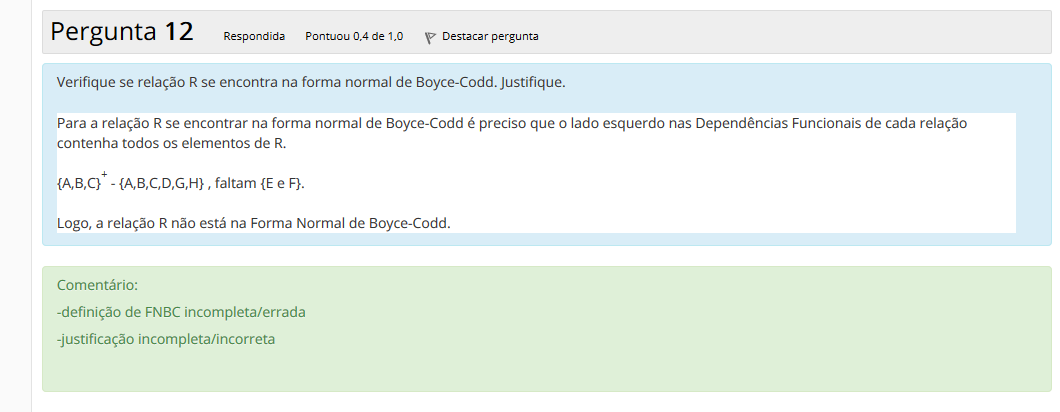 Pergunta 12 Respondida Pontuou 0,4 de 1,0 Destacar pergunta
Verifique se relação R se encontra na forma normal de Boyce-Codd. Justifique.
Para a relação R se encontrar na forma normal de Boyce-Codd é preciso que o lado esquerdo nas Dependências Funcionais de cada relação
contenha todos os elementos de R.
{A,B,C}⁺ - {A,B,C,D,G,H} , faltam {E e F}.
Logo, a relação R não está na Forma Normal de Boyce-Codd.
Comentário:
-definição de FNBC incompleta/errada
-justificação incompleta/incorreta